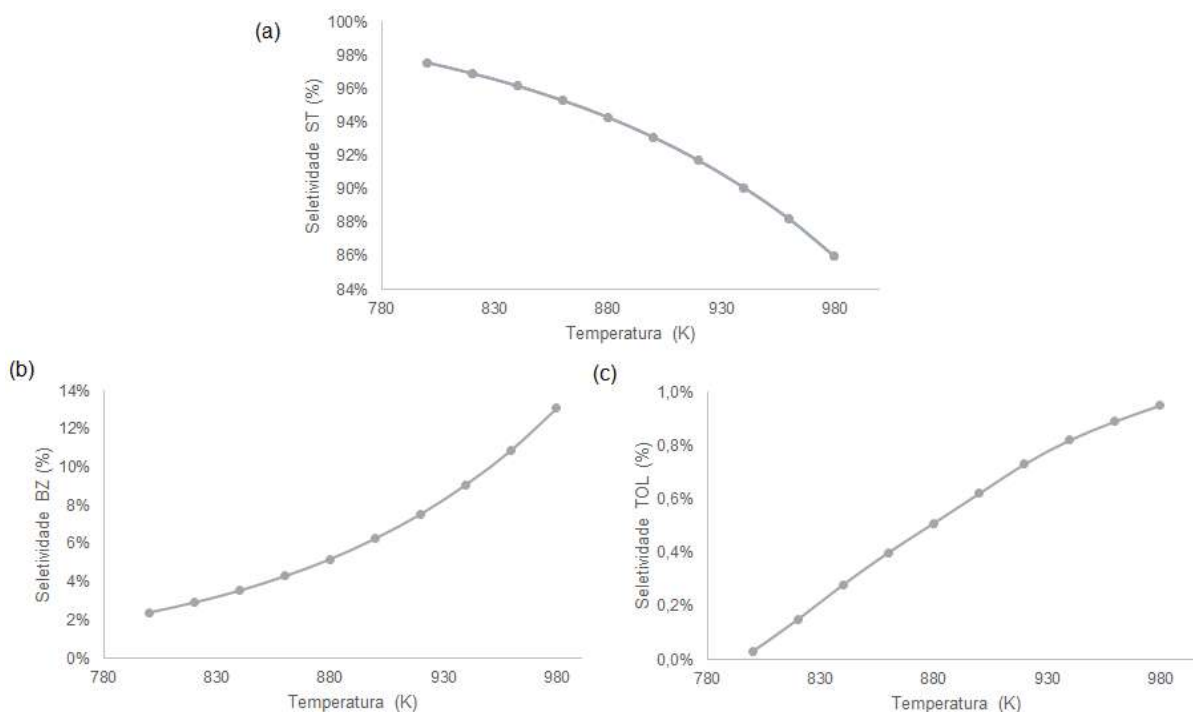 (a)
100%
98%
96%
94%
92%
90%
88%
86%
84%
Seletividade ST (%)
780 830 880 930 980
Temperatura (K)
(b)
14%
12%
10%
8%
6%
4%
2%
0%
Seletividade BZ (%)
780 830 880 930 980
Temperatura (K)
(c)
1,0%
0,8%
0,6%
0,4%
0,2%
0,0%
Seletividade TOL (%)
780 830 880 930 980
Temperatura (K)